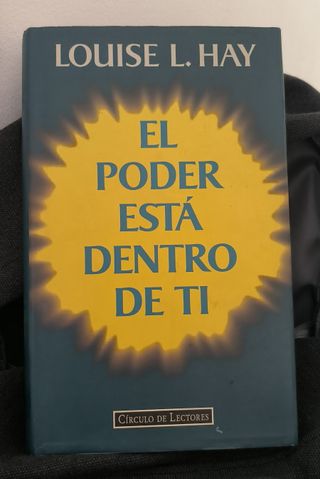 LOUISE L. HAY
EL
PODER
ESTÁ
DENTRO
DE TI
CÍRCULO DE LECTORES